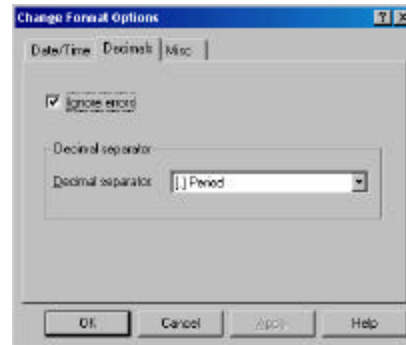 Change Format Options
Date/Time Decimals Misc
Ignore errors
Decimal separator
Decimal separator [.] Period
OK Cancel Apply Help